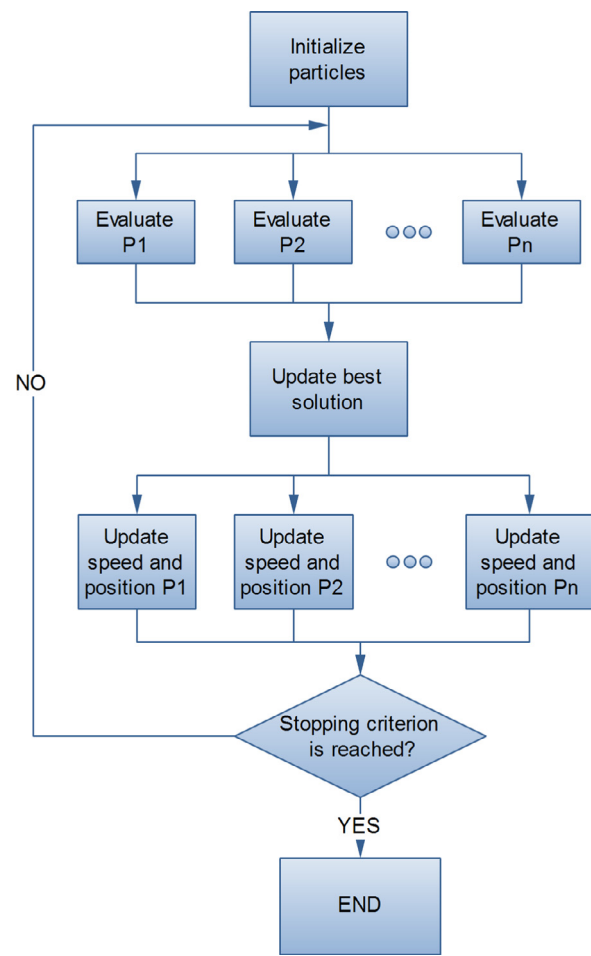 Initialize
particles
Evaluate
P1
Evaluate
P2
Evaluate
Pn
Update best
solution
NO
Update
speed and
position P1
Update
speed and
position P2
Update
speed and
position Pn
Stopping criterion
is reached?
YES
END